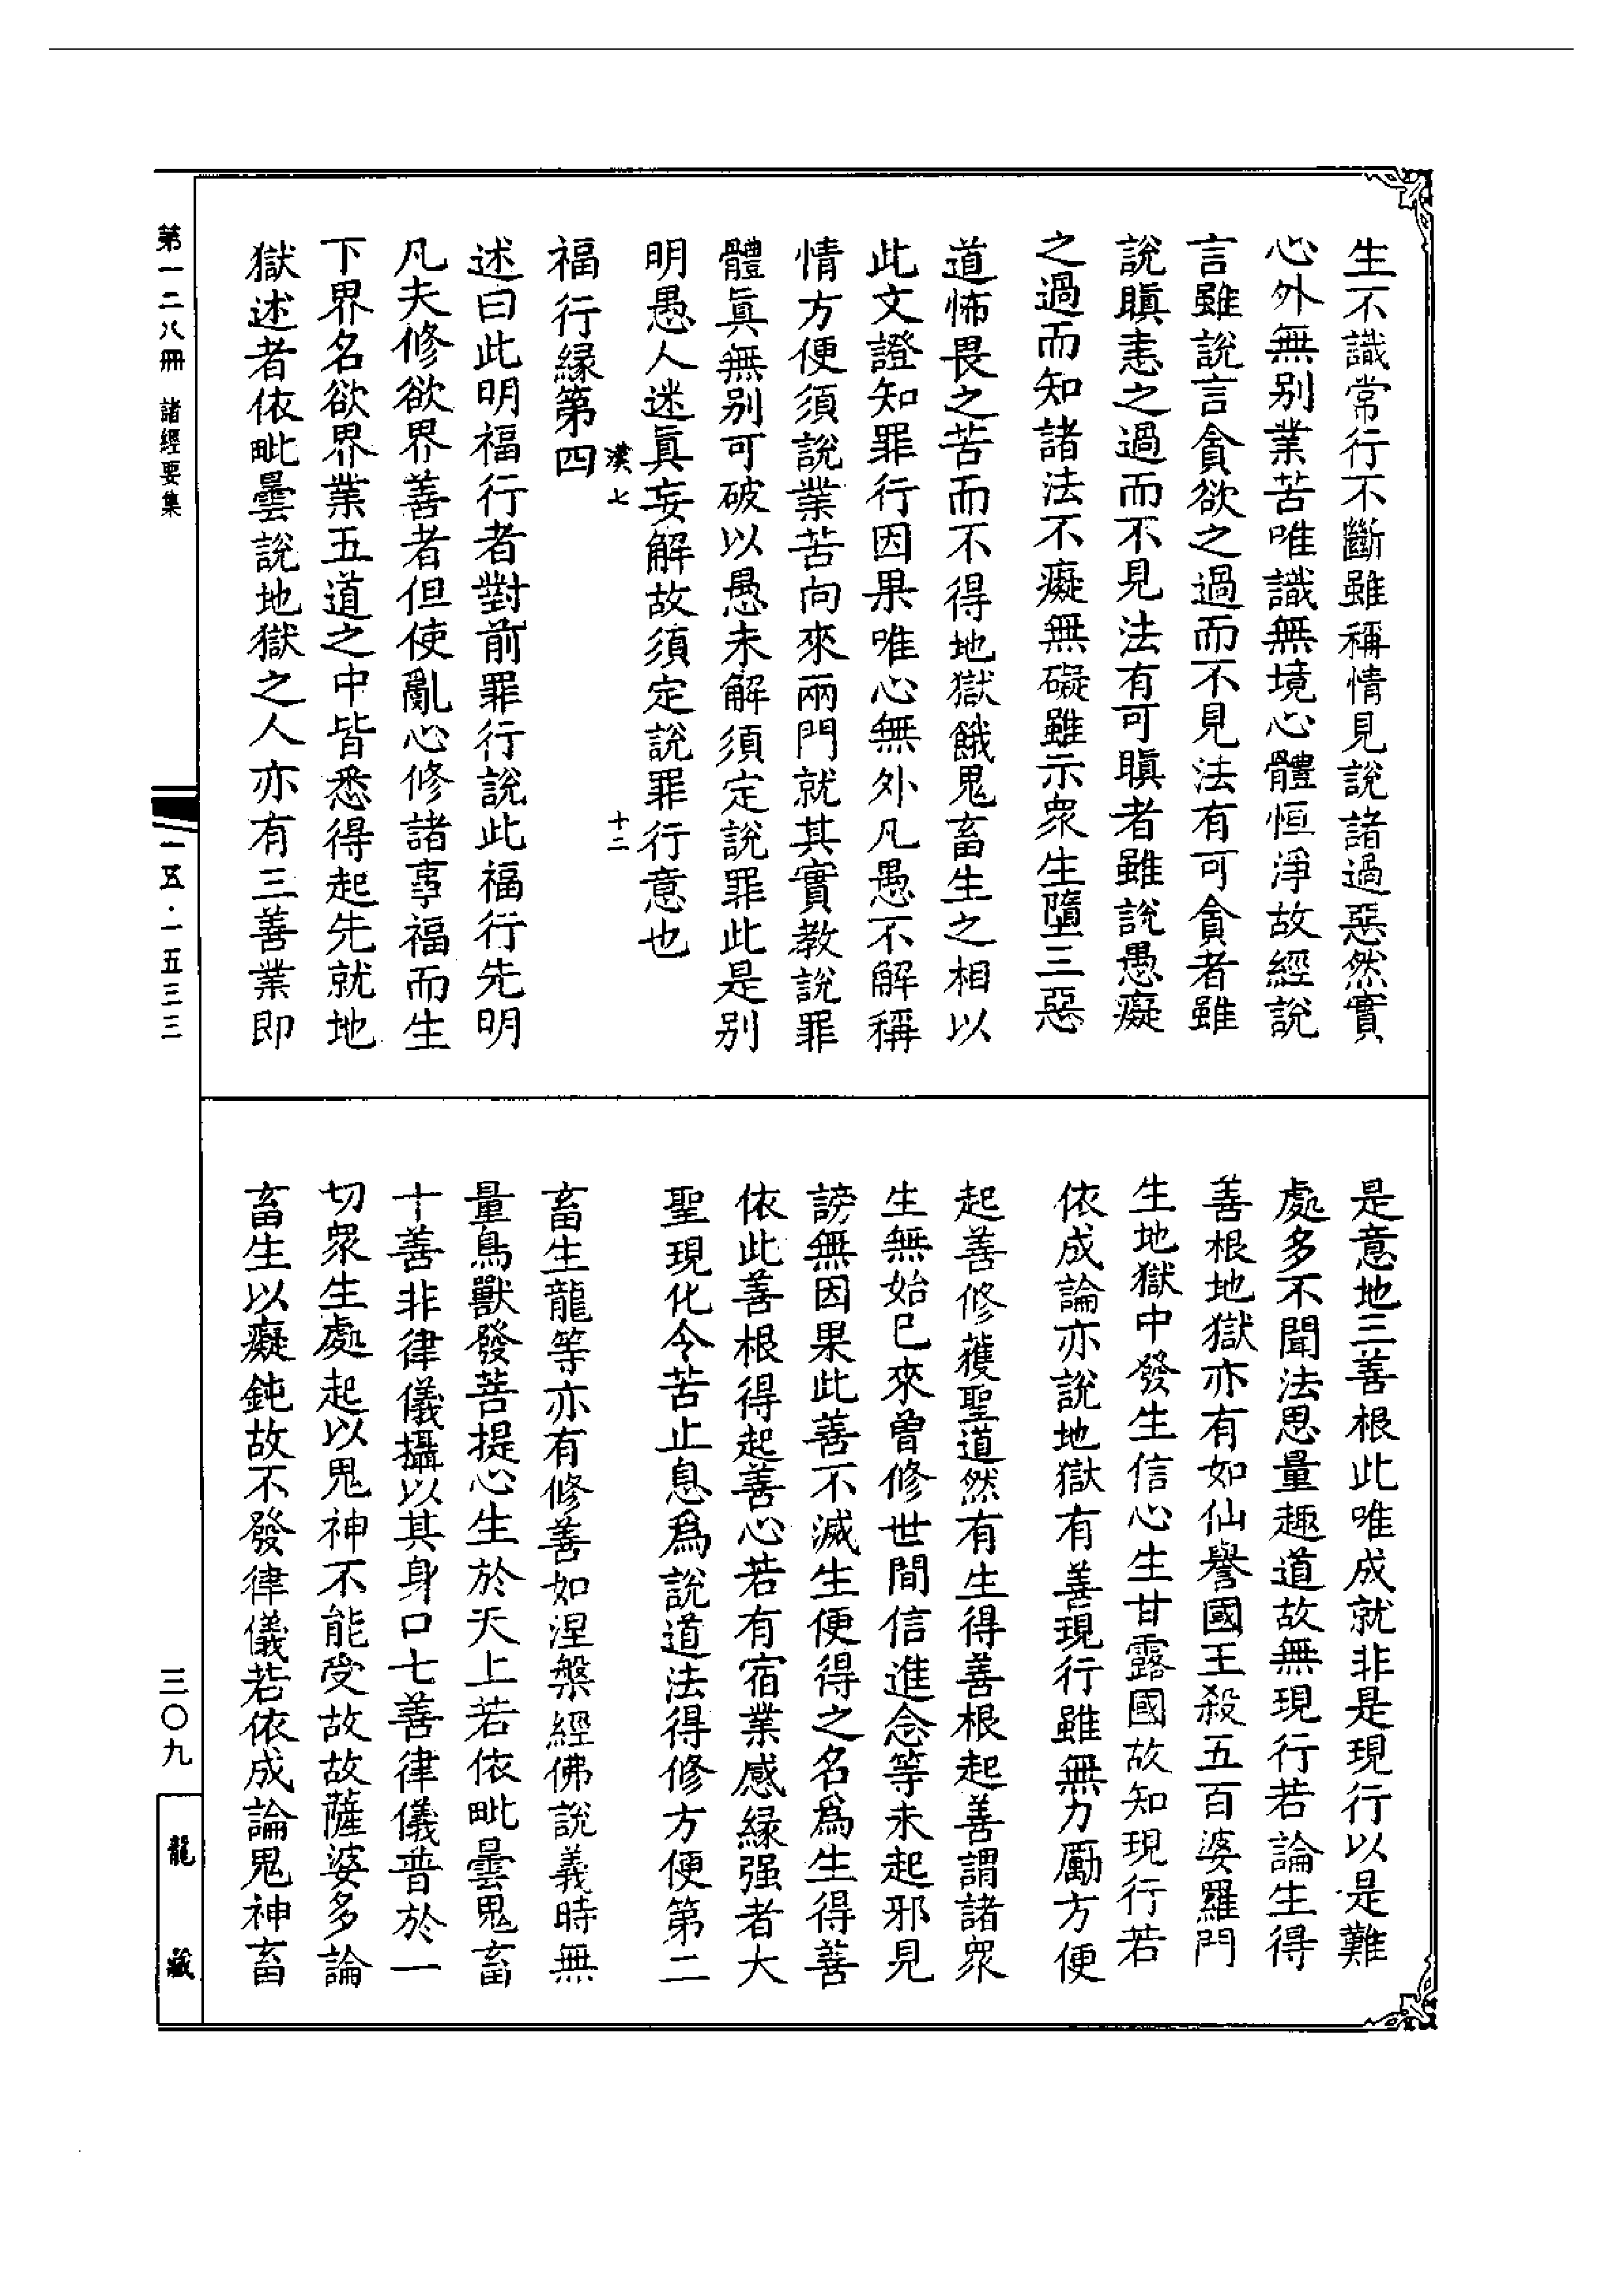 生不識常行不斷雖稱情見說諸過惡然實
心外無別業苦唯識無境心體恒淨故經說
言雖說言貪欲之過而不見法有可貪者雖
說瞋恚之過而不見法有可瞋者雖說愚癡
之過而知諸法不癡無礙雖示衆生墮三惡
道怖畏之苦而不得地獄餓鬼畜生之相以
此文證知罪行因果唯心無外凡愚不解稱
情方便須說業苦向來兩門就其實教說罪
體眞無别可破以愚未解須定說罪此是别
明愚人迷眞妄解故須定說罪行意也
漢七
十二
福行緣第四
述曰此明福行者對前罪行說此福行先明
凡夫修欲界善者但使亂心修諸事福而生
下界名欲界業五道之中皆悉得起先就地
獄述者依毗曇說地獄之人亦有三善業即
是意地三善根此唯成就非是現行以是難
處多不聞法思量趣道故無現行若論生得
善根地獄亦有如仙譽國王殺五百婆羅門
生地獄中發生信心生甘露國故知現行若
依成論亦說地獄有善現行雖無力勵方便
起善修獲聖道然有生得善根起善謂諸衆
生無始已來曾修世間信進念等未起邪見
謗無因果此善不滅生便得之名爲生得善
依此善根得起善心若有宿業感緣强者大
聖現化令苦止息爲說道法得修方便第二
畜生龍等亦有修善如涅槃經佛說義時無
量鳥獸發菩提心生於天上若依毗曇鬼畜
十善非律儀攝以其身口七善律儀普於一
切衆生處起以鬼神不能受故故薩婆多論
畜生以癡鈍故不發律儀若依成論鬼神畜
第一二八冊 諸經要集
一五·一五三三
三〇九
龍藏